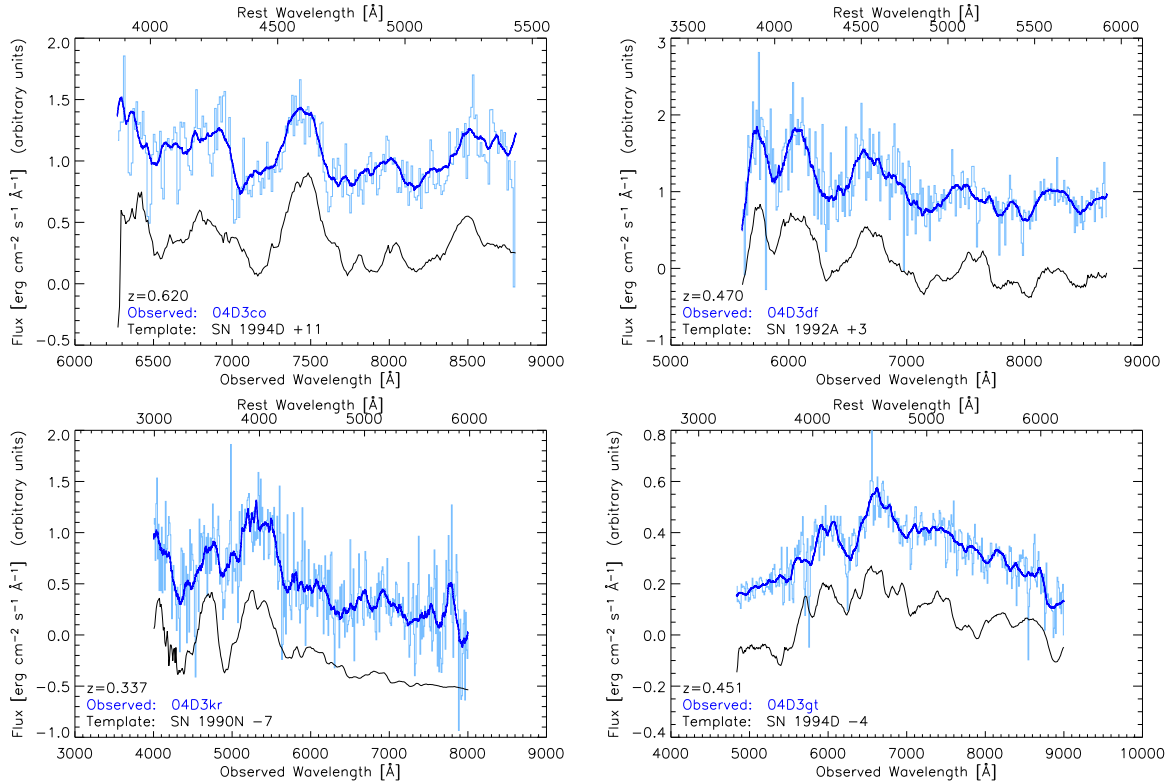 Rest Wavelength [Å]
4000 4500 5000
Flux [erg cm−2 s−1 Å−1] (arbitrary units)
2.0
1.5
1.0
0.5
0.0
−0.5
z=0.620
Observed: 04D3co
Template: SN 1994D +11
6000 6500 7000 7500 8000 8500 9000
Observed Wavelength [Å]
Rest Wavelength [Å]
3500 4000 4500 5000 5500 6000
Flux [erg cm−2 s−1 Å−1] (arbitrary units)
3
2
1
0
−1
z=0.470
Observed: 04D3df
Template: SN 1992A +3
5000 6000 7000 8000 9000
Observed Wavelength [Å]
Rest Wavelength [Å]
3000 4000 5000 6000
Flux [erg cm−2 s−1 Å−1] (arbitrary units)
2.0
1.5
1.0
0.5
0.0
−0.5
−1.0
z=0.337
Observed: 04D3kr
Template: SN 1990N −7
3000 4000 5000 6000 7000 8000 9000
Observed Wavelength [Å]
Rest Wavelength [Å]
3000 4000 5000 6000
Flux [erg cm−2 s−1 Å−1] (arbitrary units)
0.8
0.6
0.4
0.2
0.0
−0.2
−0.4
z=0.451
Observed: 04D3gt
Template: SN 1994D −4
4000 5000 6000 7000 8000 9000 10000
Observed Wavelength [Å]